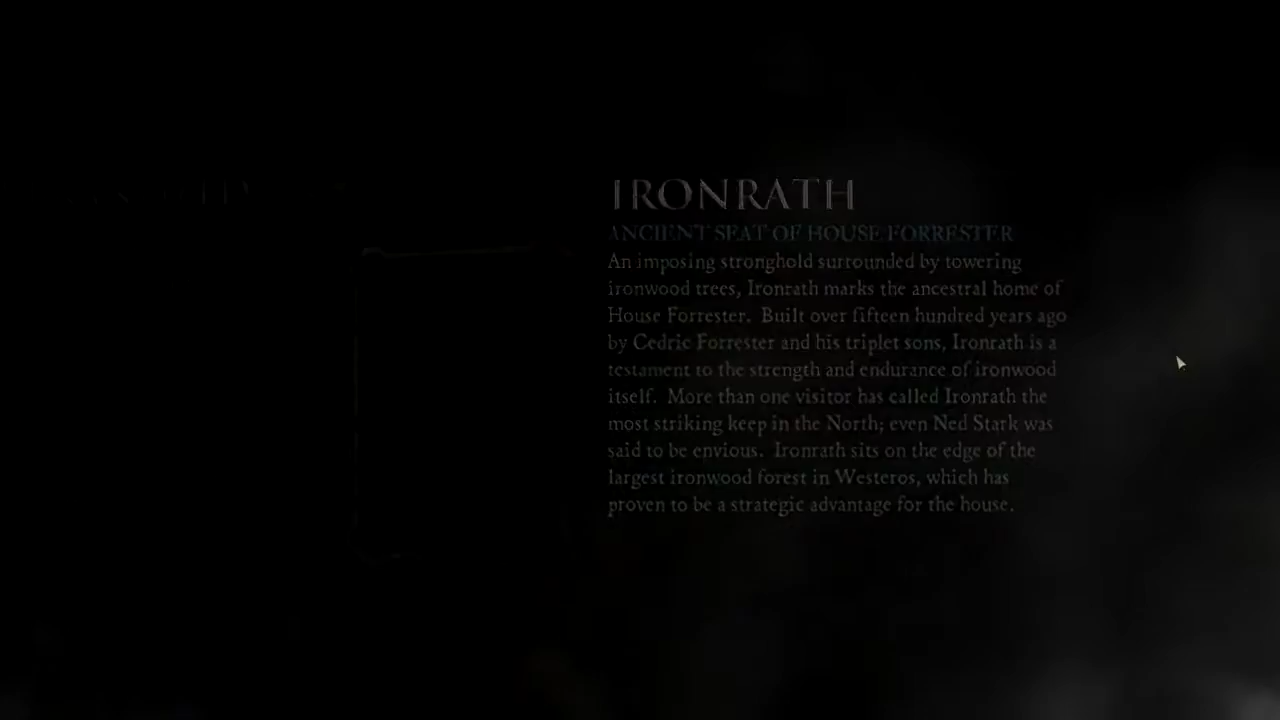 IRONRATH
ANCIENT SEAT OF HOUSE FORRESTER
An imposing stronghold surrounded by towering
ironwood trees, Ironrath marks the ancestral home of
House Forrester.  Built over fifteen hundred years ago
by Cedric Forrester and his triplet sons, Ironrath is a
testament to the strength and endurance of ironwood
itself.  More than one visitor has called Ironrath the
most striking keep in the North; even Ned Stark was
said to be envious.  Ironrath sits on the edge of the
largest ironwood forest in Westeros, which has
proven to be a strategic advantage for the house.